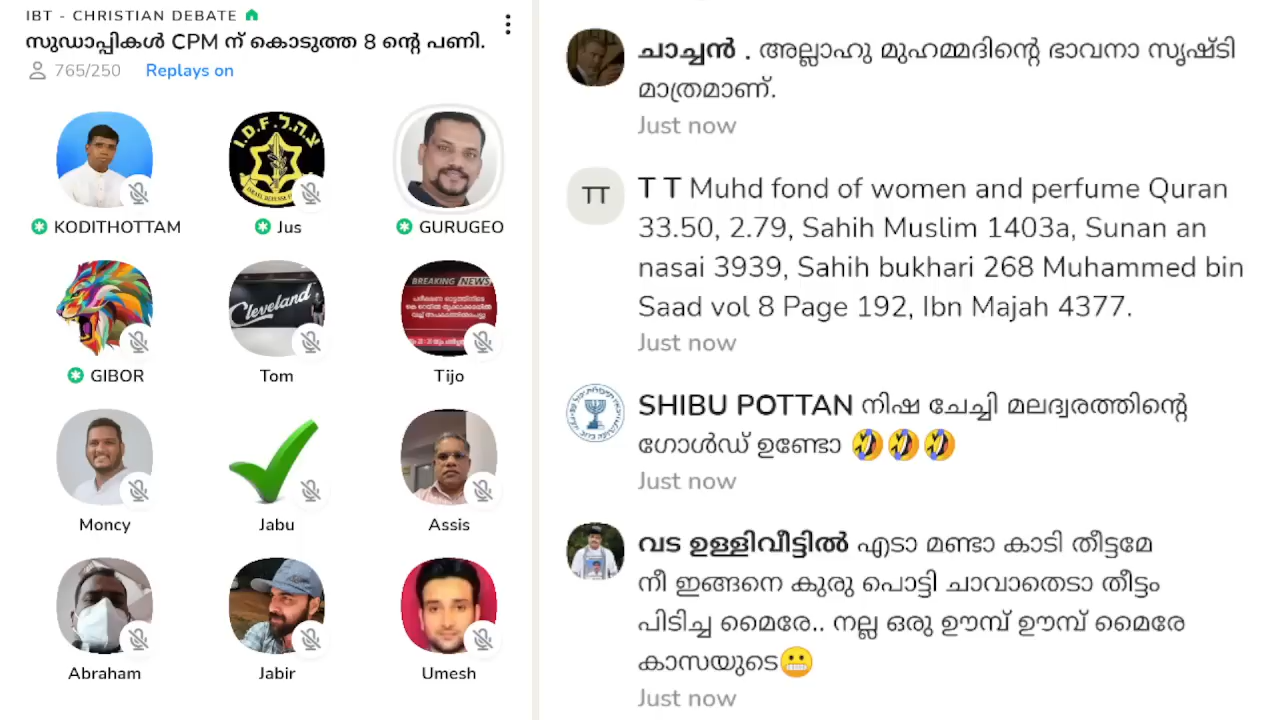 IBT - CHRISTIAN DEBATE
സുഡാപ്പികൾ CPM ന് കൊടുത്ത 8 ന്റെ പണി.
765/250 Replays on
I.D.F. צ.ה.ל.
KODITHOTTAM Jus GURUGEO
Cleveland
BREAKING NEWS
GIBOR Tom Tijo
Moncy Jabu Assis
Abraham Jabir Umesh
ചാച്ചൻ . അല്ലാഹു മുഹമ്മദിന്റെ ഭാവനാ സൃഷ്ടി
മാത്രമാണ്.
Just now
TT
T T Muhd fond of women and perfume Quran
33.50, 2.79, Sahih Muslim 1403a, Sunan an
nasai 3939, Sahih bukhari 268 Muhammed bin
Saad vol 8 Page 192, Ibn Majah 4377.
Just now
SHIBU POTTAN നിഷ ചേച്ചി മലദ്വരത്തിന്റെ
ഗോൾഡ് ഉണ്ടോ 🤣🤣🤣
Just now
വട ഉള്ളിവീട്ടിൽ എടാ മണ്ടാ കാടി തീട്ടമേ
നീ ഇങ്ങനെ കുരു പൊട്ടി ചാവാതെടാ തീട്ടം
പിടിച്ച മൈരേ.. നല്ല ഒരു ഊമ്പ് ഊമ്പ് മൈരേ
കാസയുടെ😬
Just now